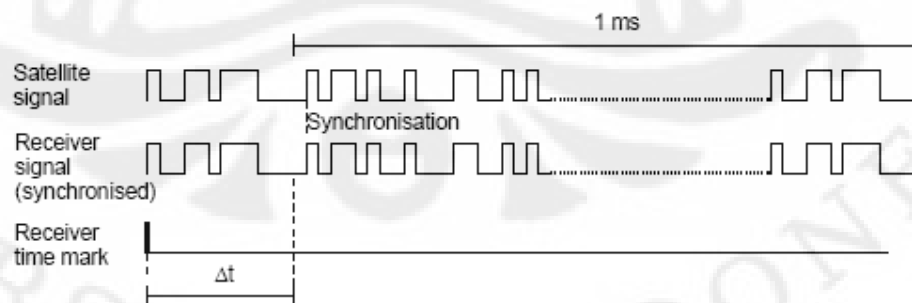 1 ms
Satellite
signal
Synchronisation
Receiver
signal
(synchronised)
Receiver
time mark
Δt